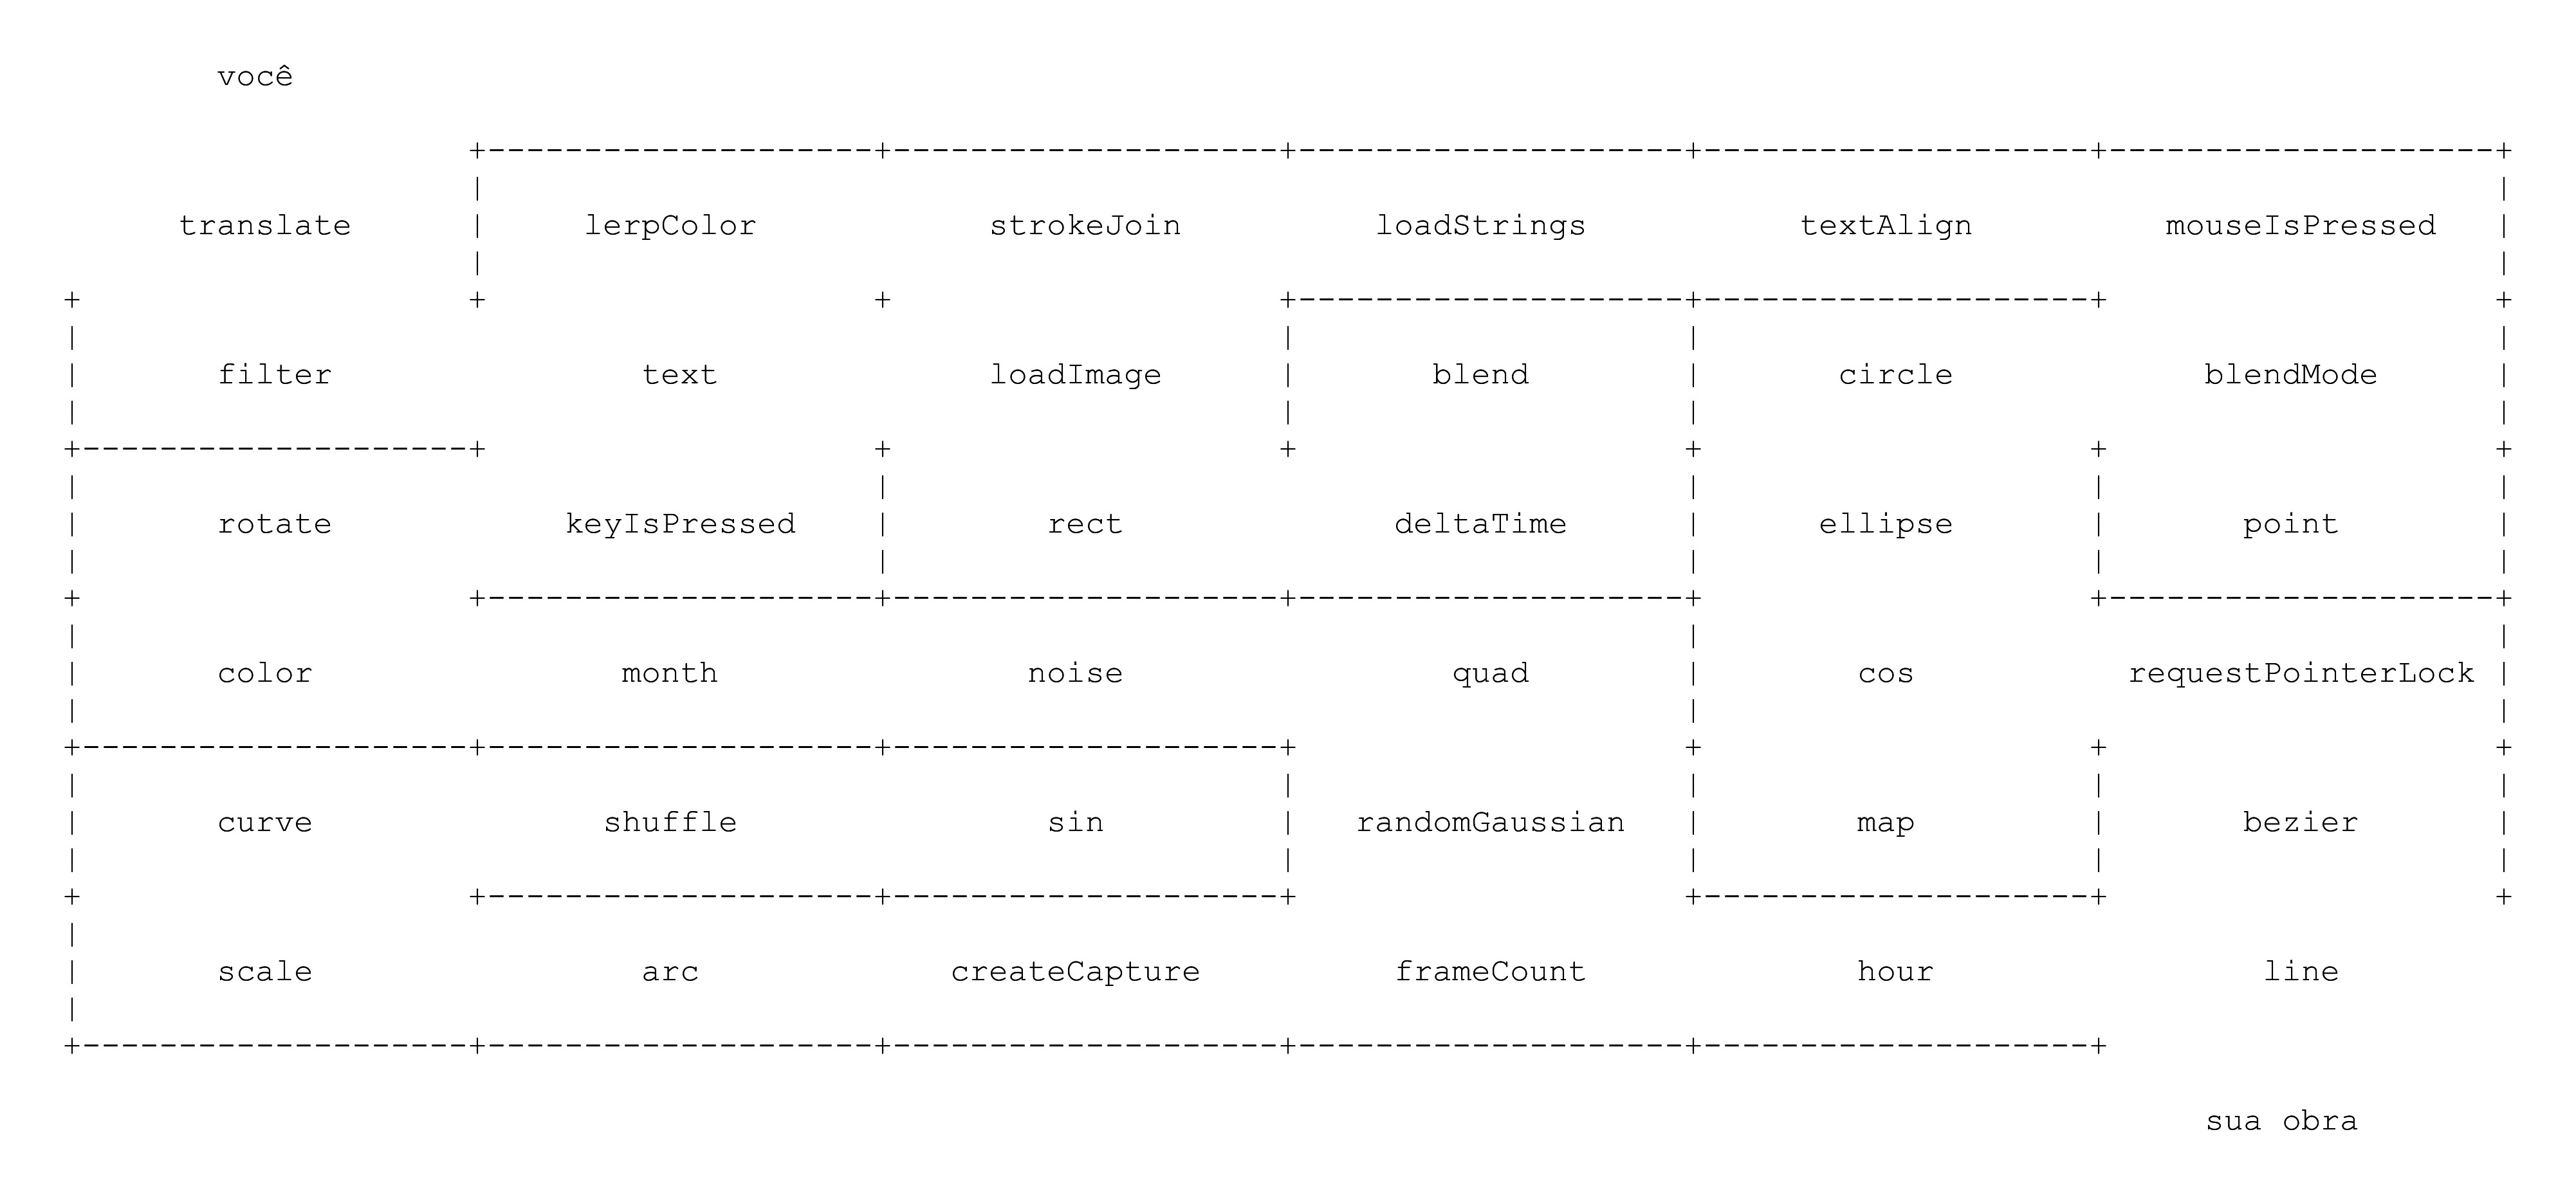 você
translate lerpColor strokeJoin loadStrings textAlign mouseIsPressed
filter text loadImage blend circle blendMode
rotate keyIsPressed rect deltaTime ellipse point
color month noise quad cos requestPointerLock
curve shuffle sin randomGaussian map bezier
scale arc createCapture frameCount hour line
sua obra